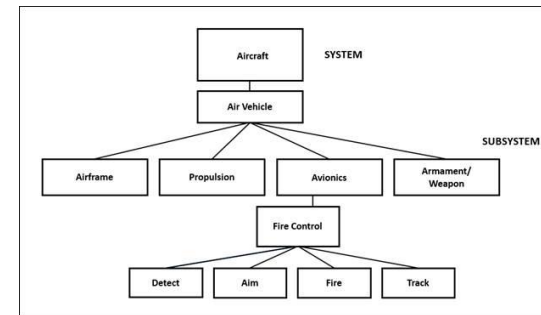 Aircraft
SYSTEM
Air Vehicle
SUBSYSTEM
Airframe
Propulsion
Avionics
Armament/
Weapon
Fire Control
Detect
Aim
Fire
Track